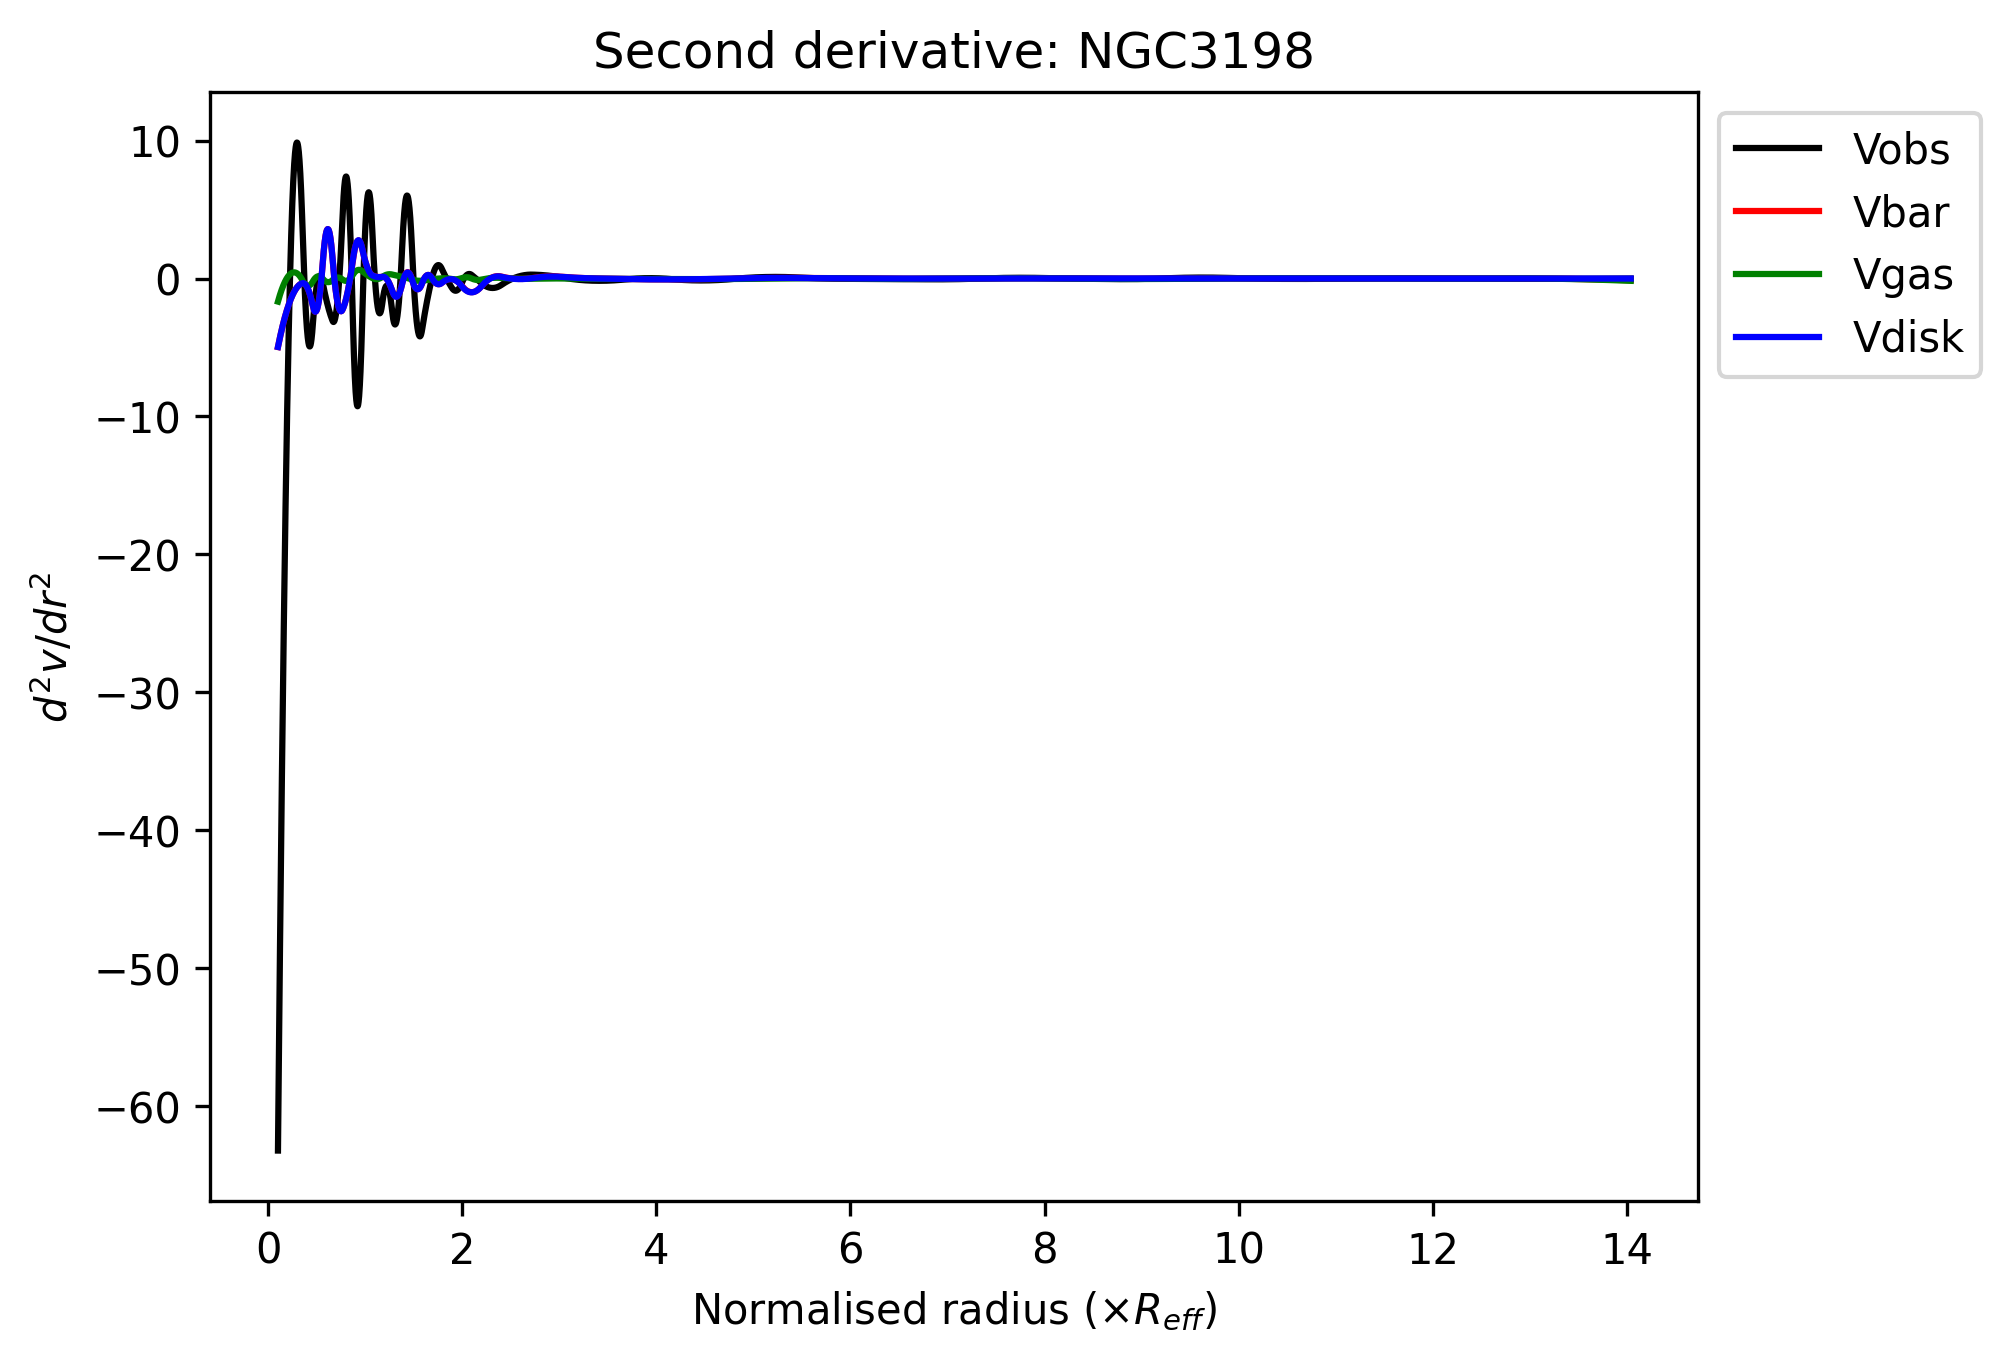 Second derivative: NGC3198
10
0
−10
−20
−30
−40
−50
−60
d²v/dr²
0 2 4 6 8 10 12 14
Normalised radius (×R_eff)
Vobs
Vbar
Vgas
Vdisk